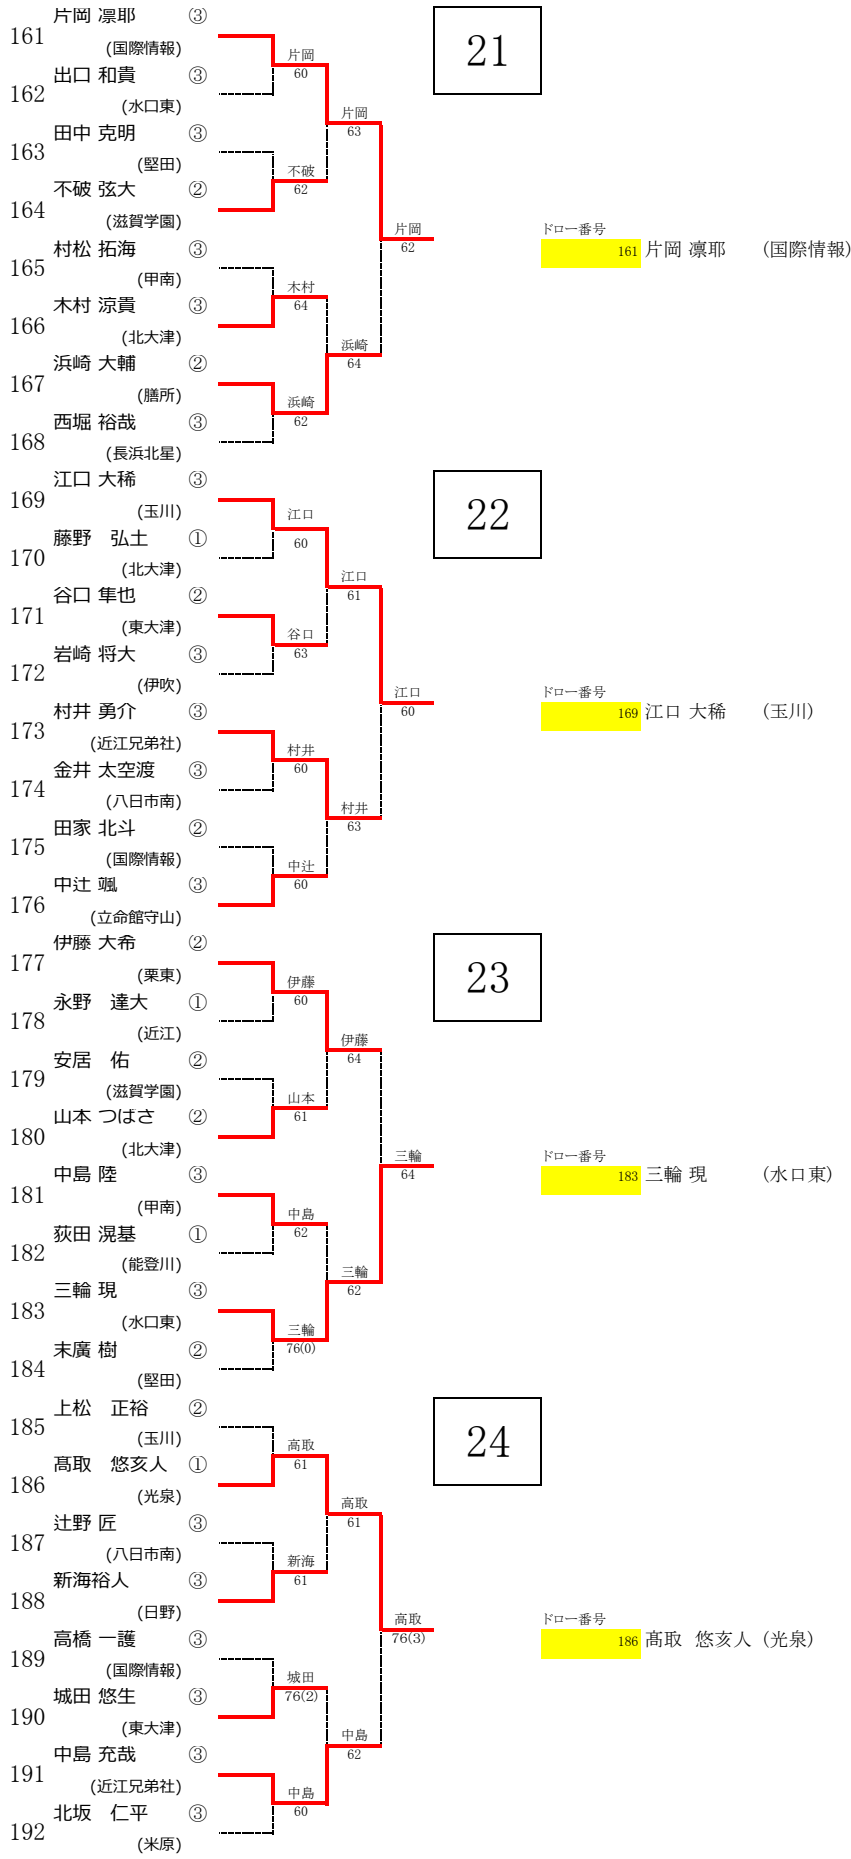 片岡 凛耶 ③
161
(国際情報)
片岡
60
出口 和貴 ③
162
(水口東)
片岡
63
田中 克明 ③
163
(堅田)
不破
62
不破 弦大 ②
164
(滋賀学園)
片岡
62
村松 拓海 ③
165
(甲南)
木村
64
木村 涼貴 ③
166
(北大津)
浜崎
64
浜崎 大輔 ②
167
(膳所)
浜崎
62
西堀 裕哉 ③
168
(長浜北星)
21
ドロー番号
161 片岡 凛耶 (国際情報)
江口 大稀 ③
169
(玉川)
江口
60
藤野 弘土 ①
170
(北大津)
江口
61
谷口 隼也 ②
171
(東大津)
谷口
63
岩崎 将大 ③
172
(伊吹)
江口
60
村井 勇介 ③
173
(近江兄弟社)
村井
60
金井 太空渡 ③
174
(八日市南)
村井
63
田家 北斗 ②
175
(国際情報)
中辻
60
中辻 颯 ③
176
(立命館守山)
22
ドロー番号
169 江口 大稀 (玉川)
伊藤 大希 ②
177
(栗東)
伊藤
60
永野 達大 ①
178
(近江)
伊藤
64
安居 佑 ②
179
(滋賀学園)
山本
61
山本 つばさ ②
180
(北大津)
三輪
64
中島 陸 ③
181
(甲南)
中島
62
荻田 滉基 ①
182
(能登川)
三輪
62
三輪 現 ③
183
(水口東)
三輪
76(0)
末廣 樹 ②
184
(堅田)
23
ドロー番号
183 三輪 現 (水口東)
上松 正裕 ②
185
(玉川)
高取
61
髙取 悠亥人 ①
186
(光泉)
高取
61
辻野 匠 ③
187
(八日市南)
新海
61
新海裕人 ③
188
(日野)
高取
76(3)
高橋 一護 ③
189
(国際情報)
城田
76(2)
城田 悠生 ③
190
(東大津)
中島
62
中島 充哉 ③
191
(近江兄弟社)
中島
60
北坂 仁平 ③
192
(米原)
24
ドロー番号
186 髙取 悠亥人 (光泉)